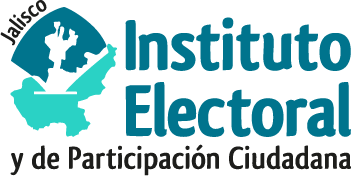 Jalisco
Instituto
Electoral
y de Participación Ciudadana